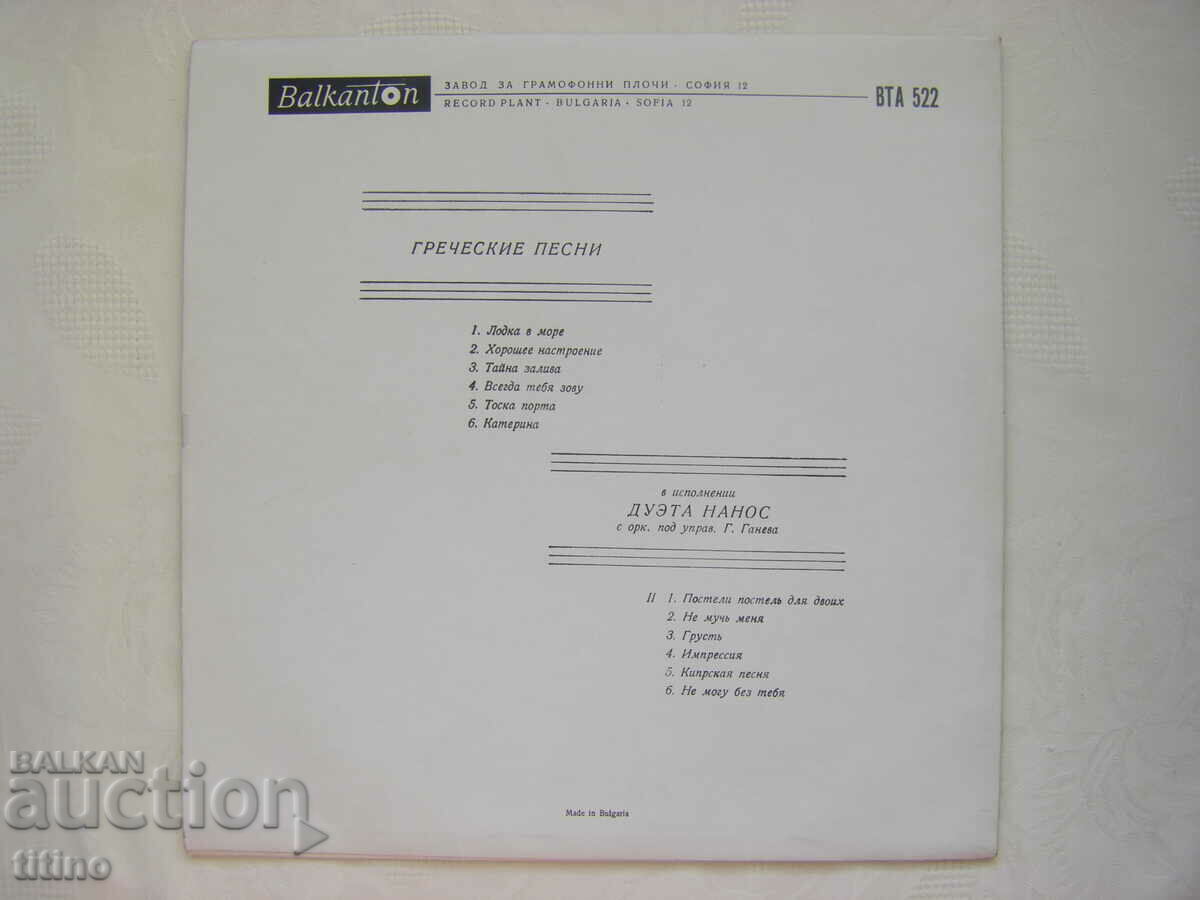 Balkanton
ЗАВОД ЗА ГРАМОФОННИ ПЛОЧИ · СОФИЯ 12
RECORD PLANT · BULGARIA · SOFIA 12
ВТА 522
ГРЕЧЕСКИЕ ПЕСНИ
1. Лодка в море
2. Хорошее настроение
3. Тайна залива
4. Всегда тебя зову
5. Тоска порта
6. Катерина
в исполнении
ДУЭТА НАНОС
с орк. под управ. Г. Ганева
II 1. Постели постель для двоих
2. Не мучь меня
3. Грусть
4. Импрессия
5. Кипрская песня
6. Не могу без тебя
Made in Bulgaria
BALKAN
auction
titino